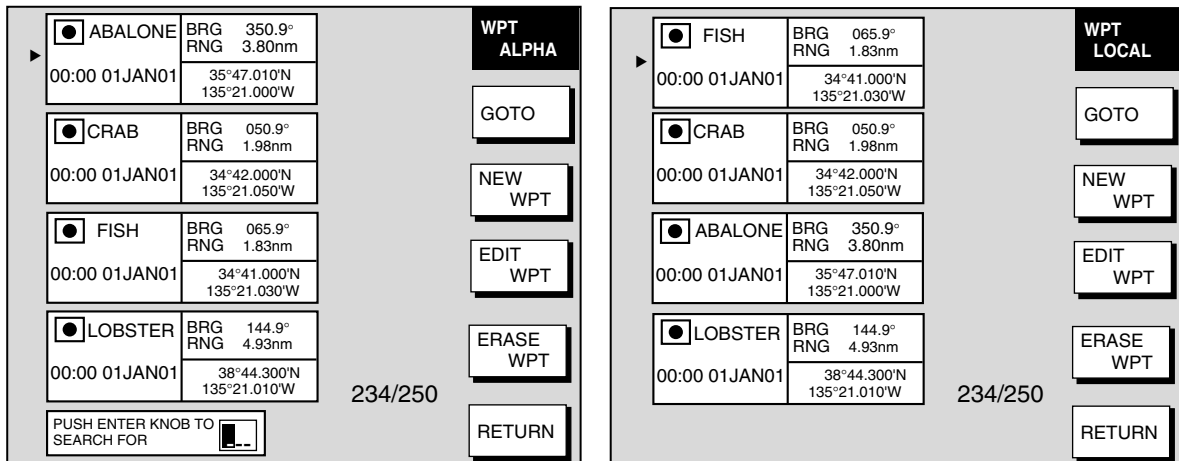 ABALONE BRG 350.9°
RNG 3.80nm
00:00 01JAN01 35°47.010'N
135°21.000'W
CRAB BRG 050.9°
RNG 1.98nm
00:00 01JAN01 34°42.000'N
135°21.050'W
FISH BRG 065.9°
RNG 1.83nm
00:00 01JAN01 34°41.000'N
135°21.030'W
LOBSTER BRG 144.9°
RNG 4.93nm
00:00 01JAN01 38°44.300'N
135°21.010'W
234/250
PUSH ENTER KNOB TO
SEARCH FOR
WPT
ALPHA
GOTO
NEW
WPT
EDIT
WPT
ERASE
WPT
RETURN
FISH BRG 065.9°
RNG 1.83nm
00:00 01JAN01 34°41.000'N
135°21.030'W
CRAB BRG 050.9°
RNG 1.98nm
00:00 01JAN01 34°42.000'N
135°21.050'W
ABALONE BRG 350.9°
RNG 3.80nm
00:00 01JAN01 35°47.010'N
135°21.000'W
LOBSTER BRG 144.9°
RNG 4.93nm
00:00 01JAN01 38°44.300'N
135°21.010'W
234/250
WPT
LOCAL
GOTO
NEW
WPT
EDIT
WPT
ERASE
WPT
RETURN